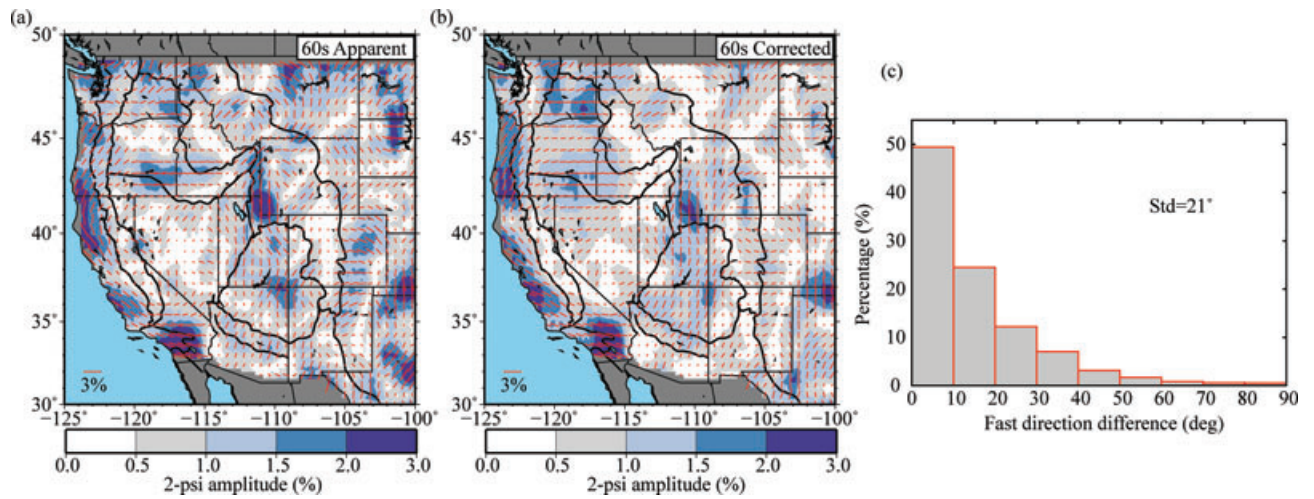 (a)
(b)
50°
60s Apparent
50°
60s Corrected
(c)
45°
45°
50
40
Std=21°
40°
40°
30
Percentage (%)
20
35°
35°
10
3%
3%
0
30°
30°
0 10 20 30 40 50 60 70 80 90
−125 −120 −115 −110 −105 −100°
−125 −120 −115 −110 −105 −100°
Fast direction difference (deg)
0.0 0.5 1.0 1.5 2.0 3.0
0.0 0.5 1.0 1.5 2.0 3.0
2-psi amplitude (%)
2-psi amplitude (%)